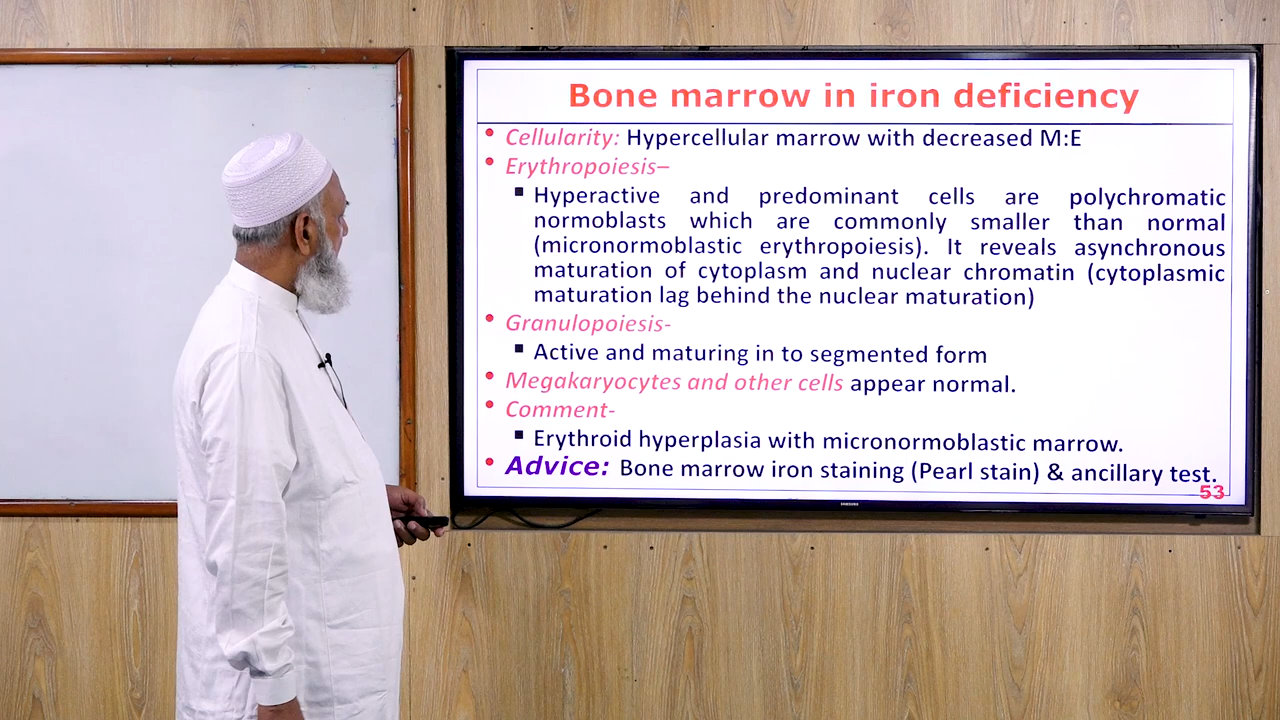 Bone marrow in iron deficiency
• Cellularity: Hypercellular marrow with decreased M:E
• Erythropoiesis–
▪ Hyperactive and predominant cells are polychromatic
normoblasts which are commonly smaller than normal
(micronormoblastic erythropoiesis). It reveals asynchronous
maturation of cytoplasm and nuclear chromatin (cytoplasmic
maturation lag behind the nuclear maturation)
• Granulopoiesis-
▪ Active and maturing in to segmented form
• Megakaryocytes and other cells appear normal.
• Comment-
▪ Erythroid hyperplasia with micronormoblastic marrow.
• Advice: Bone marrow iron staining (Pearl stain) & ancillary test.
53
SAMSUNG